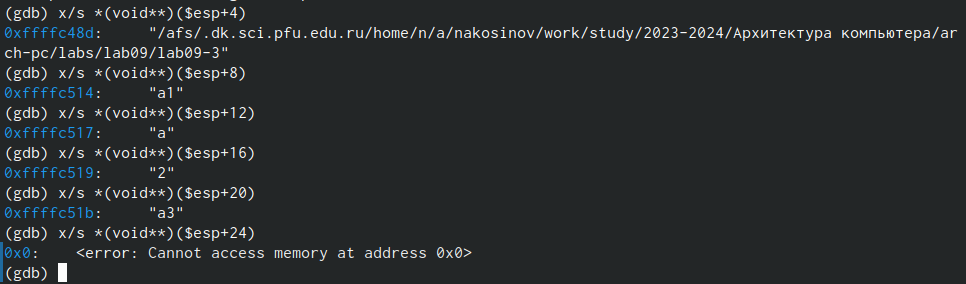 (gdb) x/s *(void**)($esp+4)
0xffffc48d:     "/afs/.dk.sci.pfu.edu.ru/home/n/a/nakosinov/work/study/2023-2024/Архитектура компьютера/ar
ch-pc/labs/lab09/lab09-3"
(gdb) x/s *(void**)($esp+8)
0xffffc514:     "a1"
(gdb) x/s *(void**)($esp+12)
0xffffc517:     "a"
(gdb) x/s *(void**)($esp+16)
0xffffc519:     "2"
(gdb) x/s *(void**)($esp+20)
0xffffc51b:     "a3"
(gdb) x/s *(void**)($esp+24)
0x0:    <error: Cannot access memory at address 0x0>
(gdb)